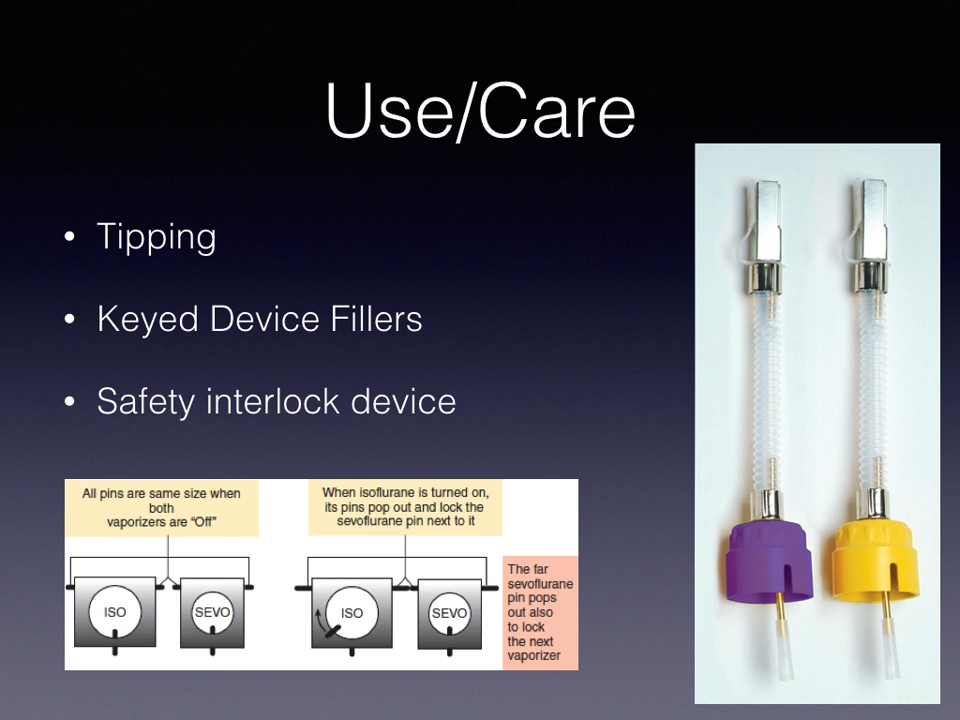 Use/Care
• Tipping
• Keyed Device Fillers
• Safety interlock device
All pins are same size when
both
vaporizers are “Off”
When isoflurane is turned on,
its pins pop out and lock the
sevoflurane pin next to it
ISO
SEVO
ISO
SEVO
The far
sevoflurane
pin pops
out also
to lock
the next
vaporizer